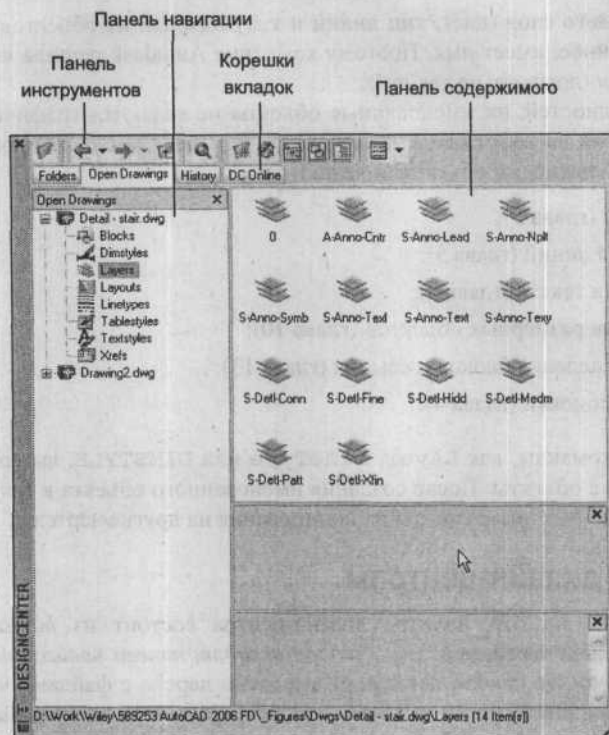 Панель навигации
Панель
инструментов
Корешки
вкладок
Панель содержимого
Folders Open Drawings History DC Online
Open Drawings
Detail - stair.dwg
Blocks
Dimstyles
Layers
Layouts
Linetypes
Tablestyles
Textstyles
Xrefs
Drawing2.dwg
0 A-Anno-Cntr S-Anno-Lead S-Anno-Nplt
S-Anno-Symb S-Anno-Texd S-Anno-Text S-Anno-Texy
S-Detl-Conn S-Detl-Fine S-Detl-Hidd S-Detl-Medm
S-Detl-Patt S-Detl-Xfin
DESIGNCENTER
D:\Work\Wiley\589253 AutoCAD 2006 FD\_Figures\Dwgs\Detail - stair.dwg\Layers (14 Item(s))